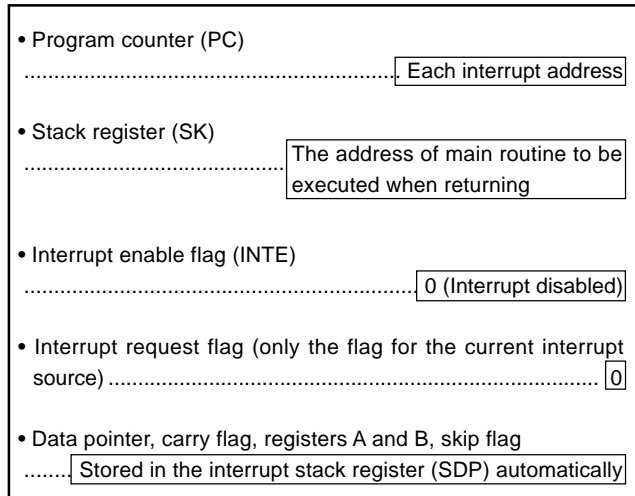 • Program counter (PC)
............................................................... Each interrupt address
• Stack register (SK)
............................................ The address of main routine to be
executed when returning
• Interrupt enable flag (INTE)
.................................................................. 0 (Interrupt disabled)
• Interrupt request flag (only the flag for the current interrupt
source) .................................................................................. 0
• Data pointer, carry flag, registers A and B, skip flag
........ Stored in the interrupt stack register (SDP) automatically